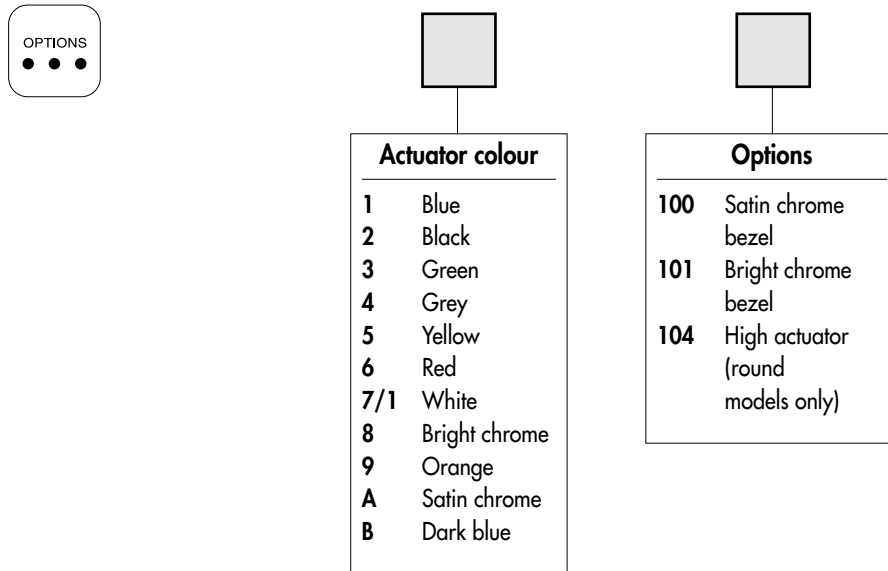 OPTIONS
Actuator colour
1 Blue
2 Black
3 Green
4 Grey
5 Yellow
6 Red
7/1 White
8 Bright chrome
9 Orange
A Satin chrome
B Dark blue
Options
100 Satin chrome
bezel
101 Bright chrome
bezel
104 High actuator
(round
models only)